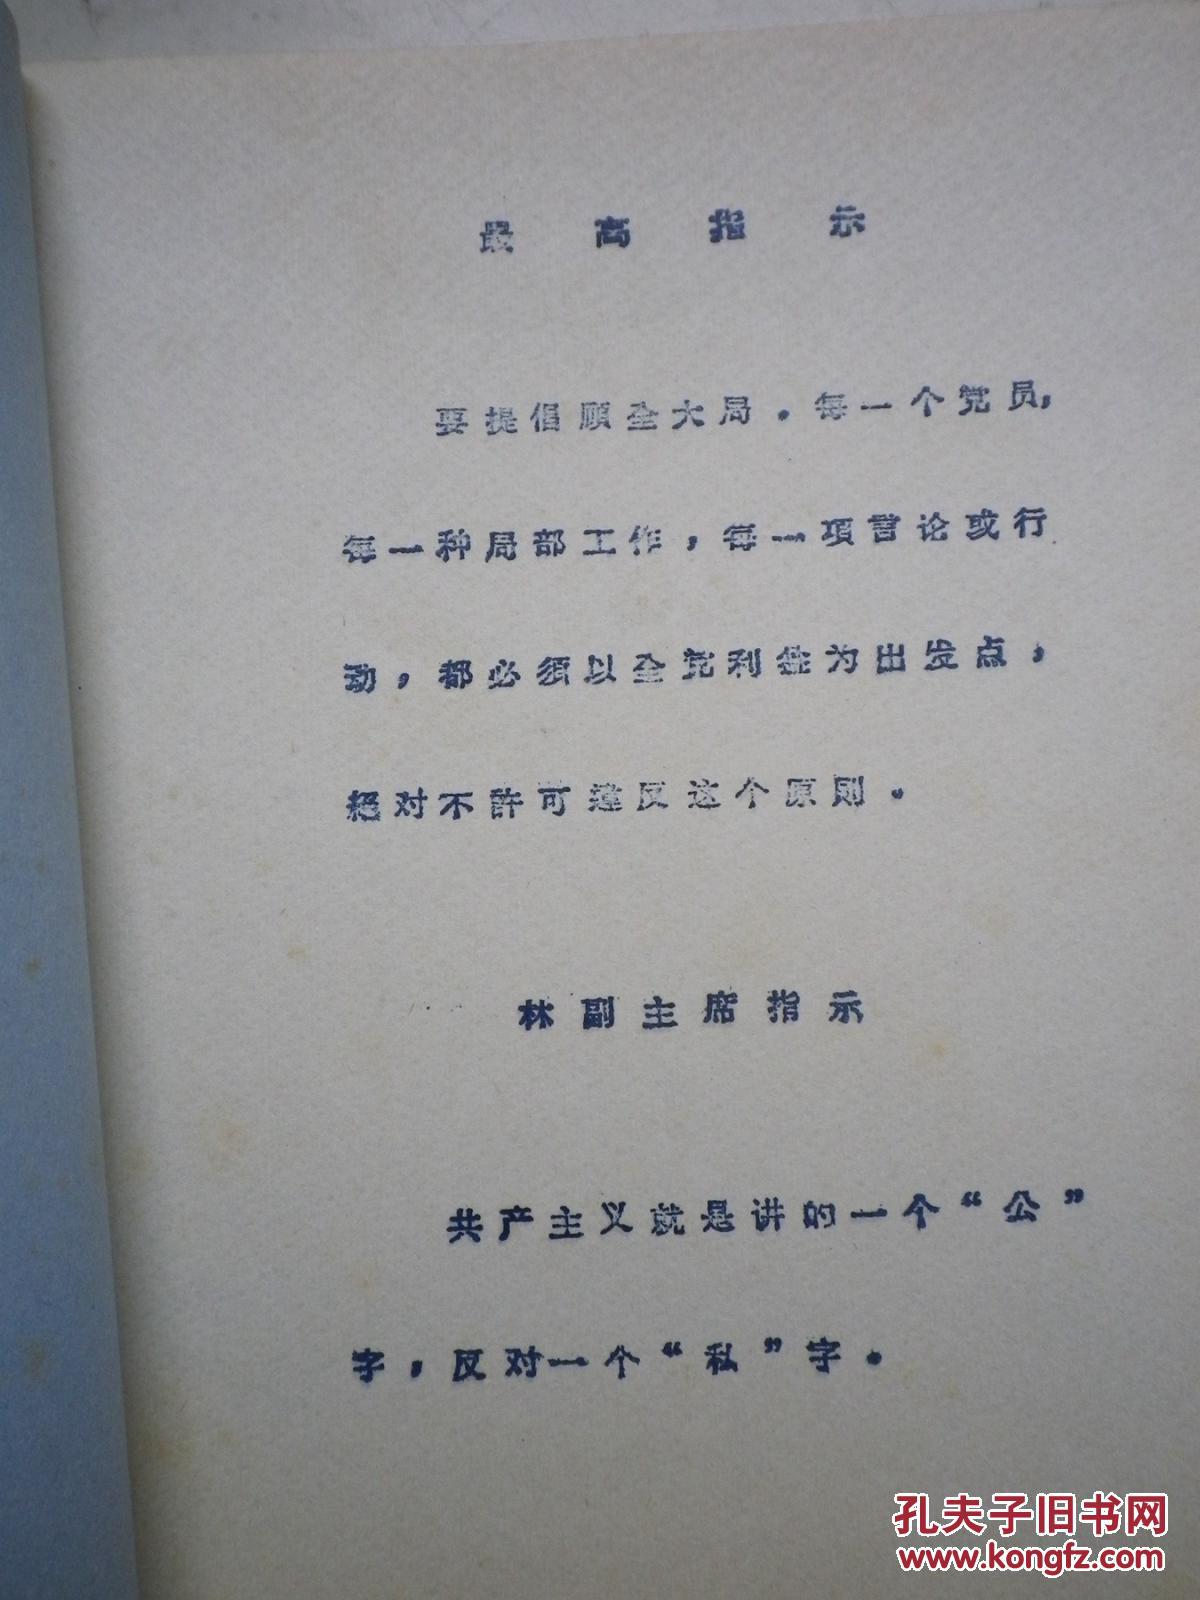 最高指示
要提倡顾全大局。每一个党员，
每一种局部工作，每一項言论或行
动，都必须以全党利益为出发点，
绝对不許可违反这个原则。
林副主席指示
共产主义就是讲的一个“公”
字，反对一个“私”字。
孔夫子旧书网
www.kongfz.com